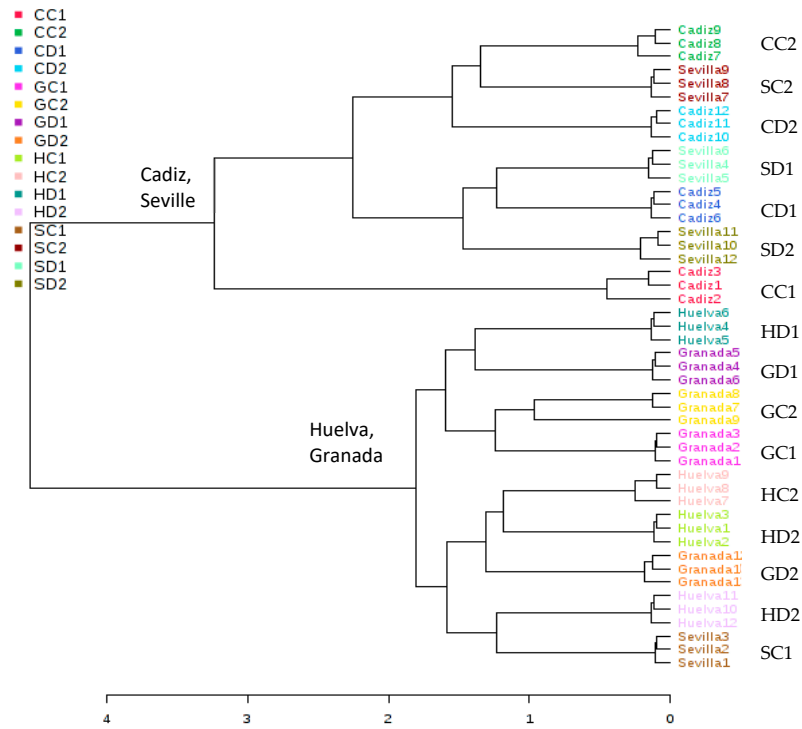 CC1
CC2
CD1
CD2
GC1
GC2
GD1
GD2
HC1
HC2
HD1
HD2
SC1
SC2
SD1
SD2
Cadiz,
Seville
Huelva,
Granada
Cadiz9
Cadiz8
Cadiz7
CC2
Sevilla9
Sevilla8
Sevilla7
SC2
Cadiz12
Cadiz11
Cadiz10
CD2
Sevilla6
Sevilla4
Sevilla5
SD1
Cadiz5
Cadiz4
Cadiz6
CD1
Sevilla11
Sevilla10
Sevilla12
SD2
Cadiz3
Cadiz1
Cadiz2
CC1
Huelva6
Huelva4
Huelva5
HD1
Granada5
Granada4
Granada6
GD1
Granada8
Granada7
Granada9
GC2
Granada3
Granada2
Granada1
GC1
Huelva9
Huelva8
Huelva7
HC2
Huelva3
Huelva1
Huelva2
HD2
GD2
Huelva11
Huelva10
Huelva12
HD2
Sevilla3
Sevilla2
Sevilla1
SC1
4 3 2 1 0